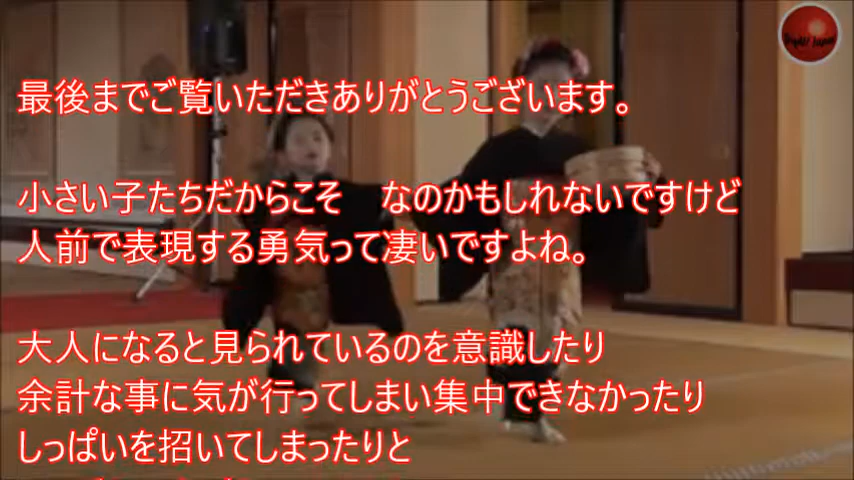 最後までご覧いただきありがとうございます。
小さい子たちだからこそ　なのかもしれないですけど
人前で表現する勇気って凄いですよね。
大人になると見られているのを意識したり
余計な事に気が行ってしまい集中できなかったり
しっぱいを招いてしまったりと